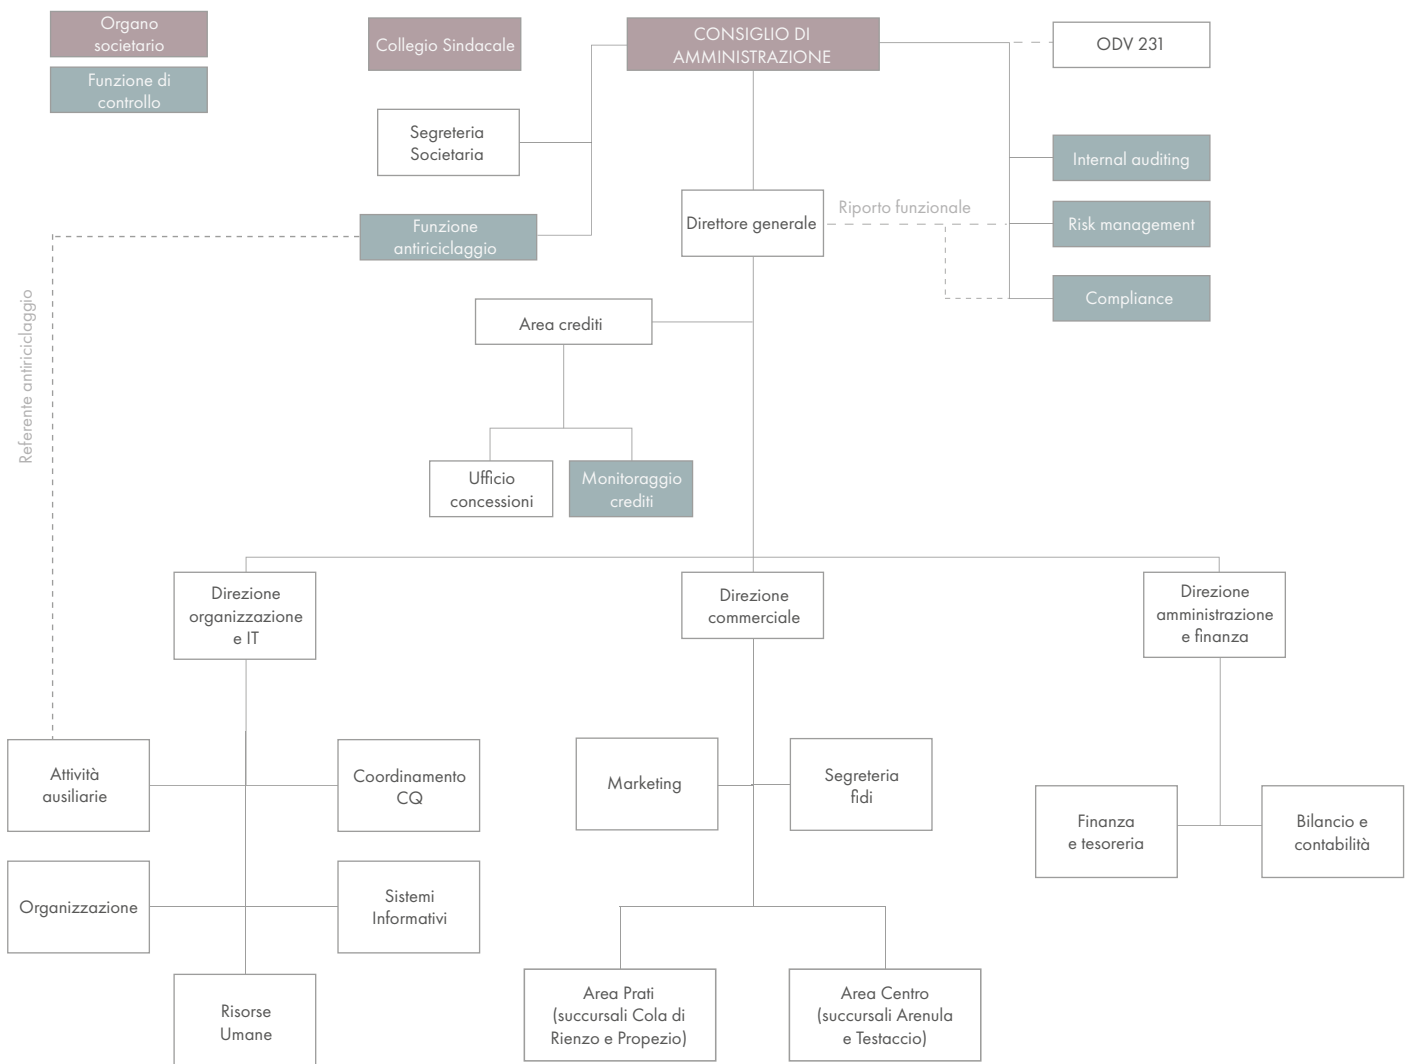 Organo
societario
Funzione di
controllo
Collegio Sindacale
CONSIGLIO DI
AMMINISTRAZIONE
ODV 231
Segreteria
Societaria
Internal auditing
Direttore generale
Riporto funzionale
Risk management
Funzione
antiriciclaggio
Compliance
Referente antiriciclaggio
Area crediti
Ufficio
concessioni
Monitoraggio
crediti
Direzione
organizzazione
e IT
Direzione
commerciale
Direzione
amministrazione
e finanza
Attività
ausiliarie
Coordinamento
CQ
Marketing
Segreteria
fidi
Finanza
e tesoreria
Bilancio e
contabilità
Organizzazione
Sistemi
Informativi
Risorse
Umane
Area Prati
(succursali Cola di
Rienzo e Propezio)
Area Centro
(succursali Arenula
e Testaccio)